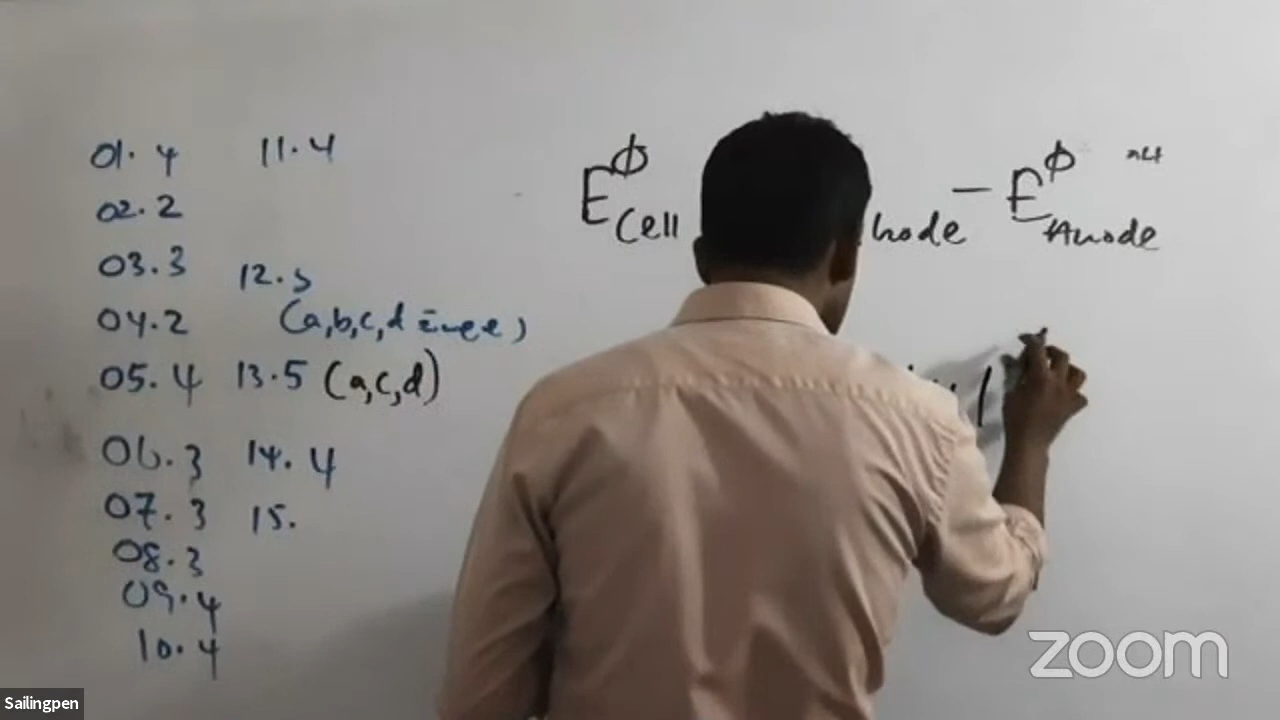 01. 4
02. 2
03. 3
04. 2
05. 4
06. 3
07. 3
08. 3
09. 4
10. 4
11. 4
12. 5
(a, b, c, d
13. 5 (a, c, d)
14. 4
15.
E⦵ Cell hode - E⦵ Anode
zoom
Sailingpen